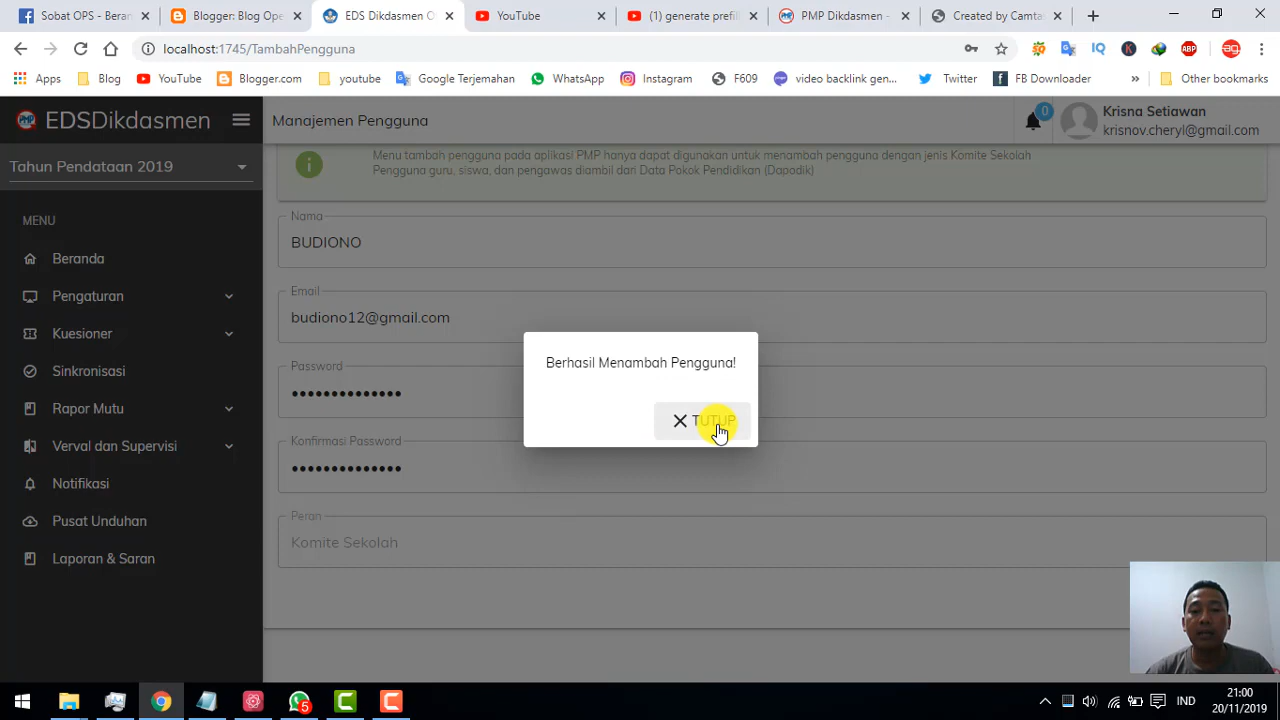 Sobat OPS - Beran
Blogger: Blog Ope
EDS Dikdasmen O
YouTube
(1) generate prefill
PMP Dikdasmen -
Created by Camtas
localhost:1745/TambahPengguna
Apps
Blog
YouTube
Blogger.com
youtube
Google Terjemahan
WhatsApp
Instagram
F609
video backlink gen...
Twitter
FB Downloader
»
Other bookmarks
EDSDikdasmen
Manajemen Pengguna
0
Krisna Setiawan
krisnov.cheryl@gmail.com
Tahun Pendataan 2019
MENU
Beranda
Pengaturan
Kuesioner
Sinkronisasi
Rapor Mutu
Verval dan Supervisi
Notifikasi
Pusat Unduhan
Laporan & Saran
Menu tambah pengguna pada aplikasi PMP hanya dapat digunakan untuk menambah pengguna dengan jenis Komite Sekolah
Pengguna guru, siswa, dan pengawas diambil dari Data Pokok Pendidikan (Dapodik)
Nama
BUDIONO
Email
budiono12@gmail.com
Password
••••••••••••••
Konfirmasi Password
••••••••••••••
Peran
Komite Sekolah
Berhasil Menambah Pengguna!
TUTUP
5
IND
21:00
20/11/2019